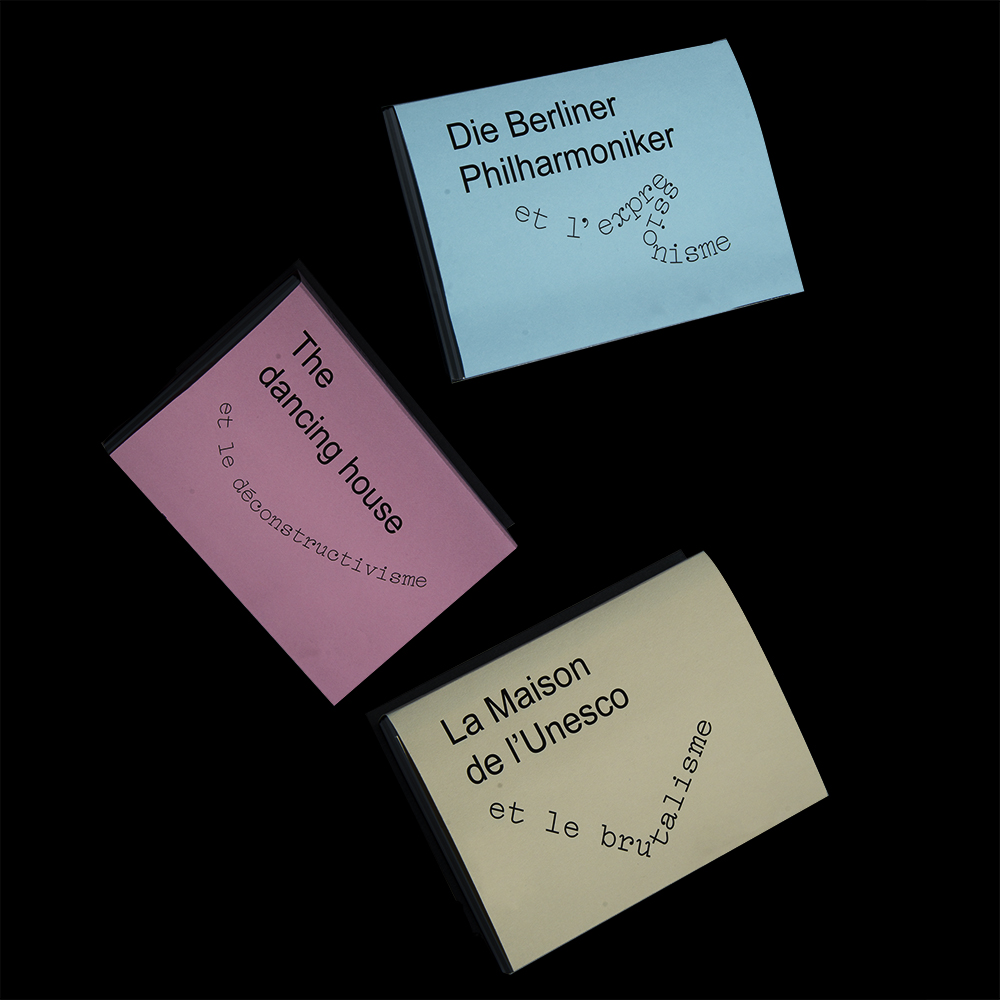 Die Berliner
Philharmoniker
et l'expressionisme
The
dancing house
et le déconstructivisme
La Maison
de l'Unesco
et le brutalisme